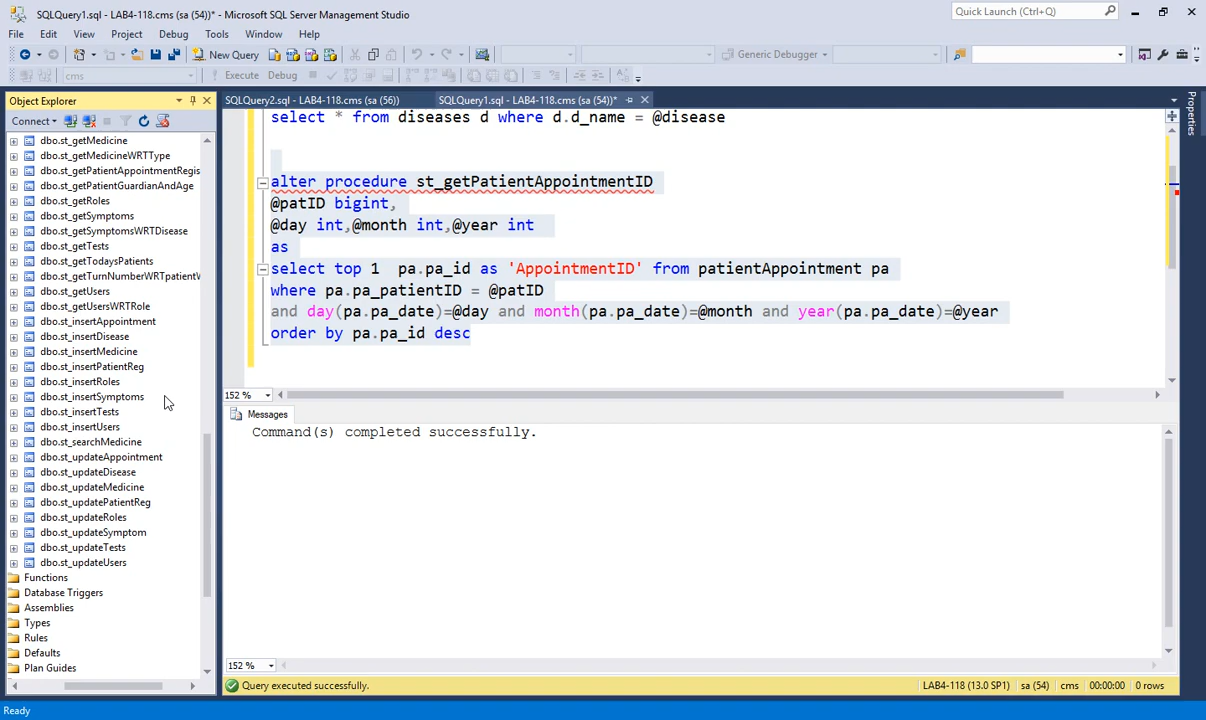 SQLQuery1.sql - LAB4-118.cms (sa (54))* - Microsoft SQL Server Management Studio
Quick Launch (Ctrl+Q)
File Edit View Project Debug Tools Window Help
New Query
Generic Debugger
cms
Execute Debug
Object Explorer
SQLQuery2.sql - LAB4-118.cms (sa (56))
SQLQuery1.sql - LAB4-118.cms (sa (54))*
Properties
Connect
dbo.st_getMedicine
dbo.st_getMedicineWRTType
dbo.st_getPatientAppointmentRegis
dbo.st_getPatientGuardianAndAge
dbo.st_getRoles
dbo.st_getSymptoms
dbo.st_getSymptomsWRTDisease
dbo.st_getTests
dbo.st_getTodaysPatients
dbo.st_getTurnNumberWRTpatientW
dbo.st_getUsers
dbo.st_getUsersWRTRole
dbo.st_insertAppointment
dbo.st_insertDisease
dbo.st_insertMedicine
dbo.st_insertPatientReg
dbo.st_insertRoles
dbo.st_insertSymptoms
dbo.st_insertTests
dbo.st_insertUsers
dbo.st_searchMedicine
dbo.st_updateAppointment
dbo.st_updateDisease
dbo.st_updateMedicine
dbo.st_updatePatientReg
dbo.st_updateRoles
dbo.st_updateSymptom
dbo.st_updateTests
dbo.st_updateUsers
Functions
Database Triggers
Assemblies
Types
Rules
Defaults
Plan Guides
select * from diseases d where d.d_name = @disease
alter procedure st_getPatientAppointmentID
@patID bigint,
@day int,@month int,@year int
as
select top 1  pa.pa_id as 'AppointmentID' from patientAppointment pa
where pa.pa_patientID = @patID
and day(pa.pa_date)=@day and month(pa.pa_date)=@month and year(pa.pa_date)=@year
order by pa.pa_id desc
152 %
Messages
Command(s) completed successfully.
152 %
Query executed successfully.
LAB4-118 (13.0 SP1) sa (54) cms 00:00:00 0 rows
Ready